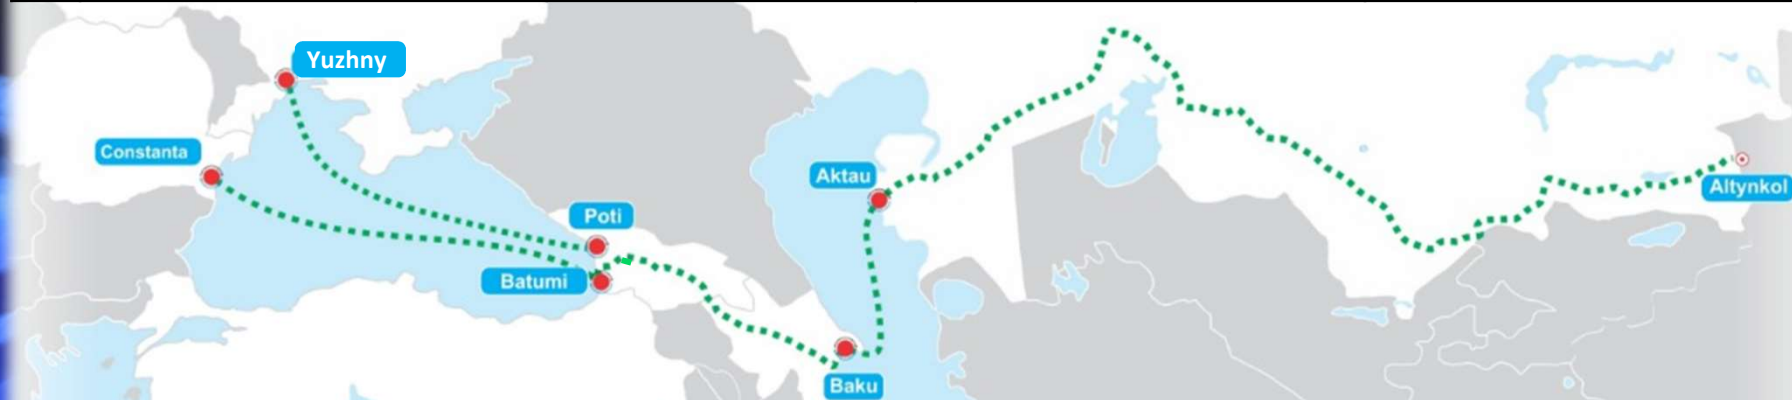 Yuzhny
Constanta
Poti
Batumi
Aktau
Baku
Altynkol